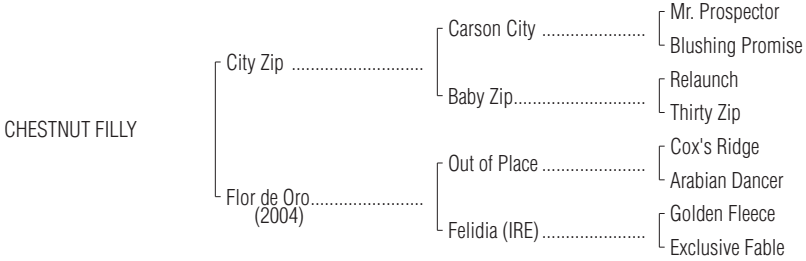 Mr. Prospector
Carson City ......................
Blushing Promise
City Zip ............................
Relaunch
Baby Zip............................
Thirty Zip
CHESTNUT FILLY
Cox's Ridge
Out of Place ......................
Arabian Dancer
Flor de Oro........................
(2004)
Golden Fleece
Felidia (IRE) ......................
Exclusive Fable